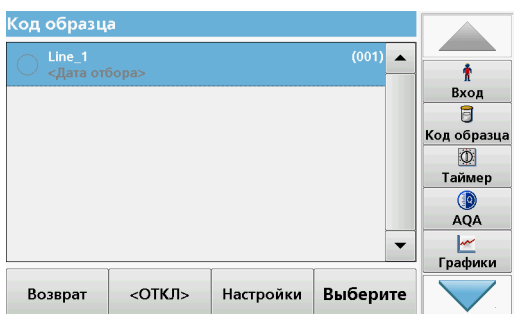 Код образца
Line_1 (001)
<Дата отбора>
Возврат
<ОТКЛ>
Настройки
Выберите
Вход
Код образца
Таймер
AQA
Графики